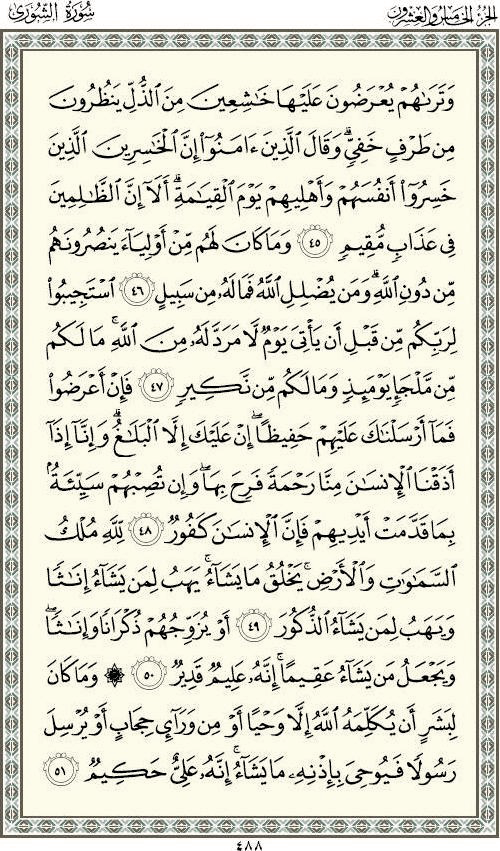 الجزء الخامس والعشرون
سورة الشورى
وَتَرَىٰهُمْ يُعْرَضُونَ عَلَيْهَا خَٰشِعِينَ مِنَ ٱلذُّلِّ يَنظُرُونَ
مِن طَرْفٍ خَفِىٍّ ۗ وَقَالَ ٱلَّذِينَ ءَامَنُوٓا۟ إِنَّ ٱلْخَٰسِرِينَ ٱلَّذِينَ
خَسِرُوٓا۟ أَنفُسَهُمْ وَأَهْلِيهِمْ يَوْمَ ٱلْقِيَٰمَةِ ۗ أَلَآ إِنَّ ٱلظَّٰلِمِينَ
فِى عَذَابٍ مُّقِيمٍ ٤٥ وَمَا كَانَ لَهُم مِّنْ أَوْلِيَآءَ يَنصُرُونَهُم
مِّن دُونِ ٱللَّهِ ۗ وَمَن يُضْلِلِ ٱللَّهُ فَمَا لَهُۥ مِن سَبِيلٍ ٤٦ ٱسْتَجِيبُوا۟
لِرَبِّكُم مِّن قَبْلِ أَن يَأْتِىَ يَوْمٌ لَّا مَرَدَّ لَهُۥ مِنَ ٱللَّهِ ۚ مَا لَكُم
مِّن مَّلْجَإٍ يَوْمَئِذٍ وَمَا لَكُم مِّن نَّكِيرٍ ٤٧ فَإِنْ أَعْرَضُوا۟
فَمَآ أَرْسَلْنَٰكَ عَلَيْهِمْ حَفِيظًا ۖ إِنْ عَلَيْكَ إِلَّا ٱلْبَلَٰغُ ۗ وَإِنَّآ إِذَآ
أَذَقْنَا ٱلْإِنسَٰنَ مِنَّا رَحْمَةً فَرِحَ بِهَا ۖ وَإِن تُصِبْهُمْ سَيِّئَةٌۢ
بِمَا قَدَّمَتْ أَيْدِيهِمْ فَإِنَّ ٱلْإِنسَٰنَ كَفُورٌ ٤٨ لِّلَّهِ مُلْكُ
ٱلسَّمَٰوَٰتِ وَٱلْأَرْضِ ۚ يَخْلُقُ مَا يَشَآءُ ۚ يَهَبُ لِمَن يَشَآءُ إِنَٰثًا
وَيَهَبُ لِمَن يَشَآءُ ٱلذُّكُورَ ٤٩ أَوْ يُزَوِّجُهُمْ ذُكْرَانًا وَإِنَٰثًا ۖ
وَيَجْعَلُ مَن يَشَآءُ عَقِيمًا ۚ إِنَّهُۥ عَلِيمٌ قَدِيرٌ ٥٠ ۞ وَمَا كَانَ
لِبَشَرٍ أَن يُكَلِّمَهُ ٱللَّهُ إِلَّا وَحْيًا أَوْ مِن وَرَآئِ حِجَابٍ أَوْ يُرْسِلَ
رَسُولًا فَيُوحِىَ بِإِذْنِهِۦ مَا يَشَآءُ ۚ إِنَّهُۥ عَلِىٌّ حَكِيمٌ ٥١
٤٨٨